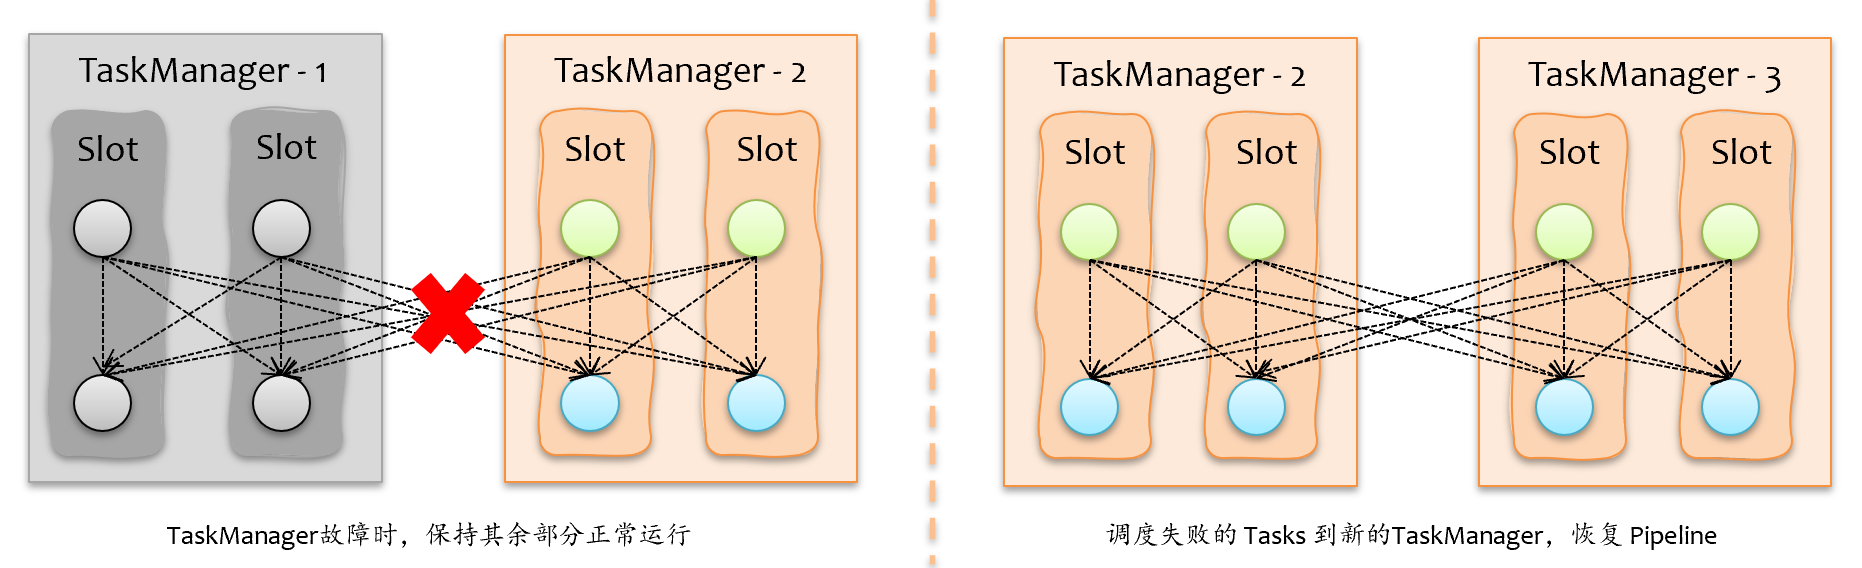 TaskManager - 1
Slot
Slot
TaskManager - 2
Slot
Slot
TaskManager故障时，保持其余部分正常运行
TaskManager - 2
Slot
Slot
TaskManager - 3
Slot
Slot
调度失败的 Tasks 到新的TaskManager，恢复 Pipeline